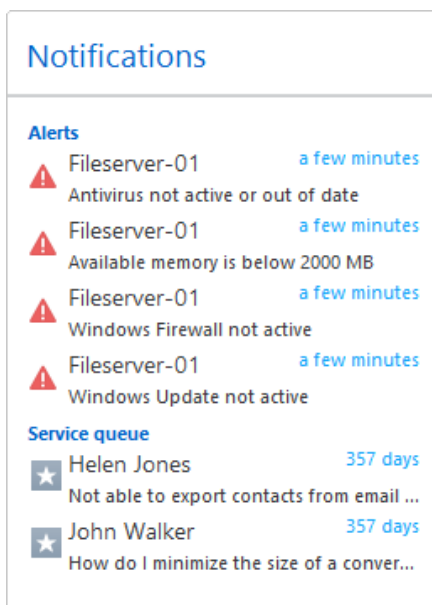 Notifications
Alerts
Fileserver-01 a few minutes
Antivirus not active or out of date
Fileserver-01 a few minutes
Available memory is below 2000 MB
Fileserver-01 a few minutes
Windows Firewall not active
Fileserver-01 a few minutes
Windows Update not active
Service queue
Helen Jones 357 days
Not able to export contacts from email ...
John Walker 357 days
How do I minimize the size of a conver...